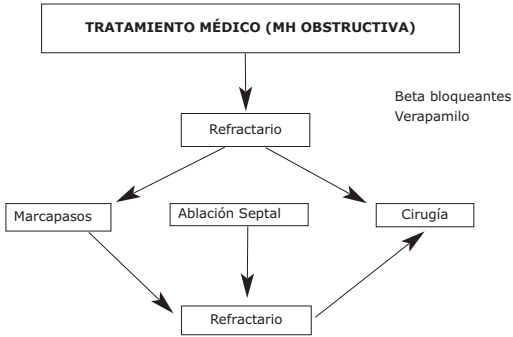 TRATAMIENTO MÉDICO (MH OBSTRUCTIVA)
Beta bloqueantes
Verapamilo
Refractario
Marcapasos
Ablación Septal
Cirugía
Refractario